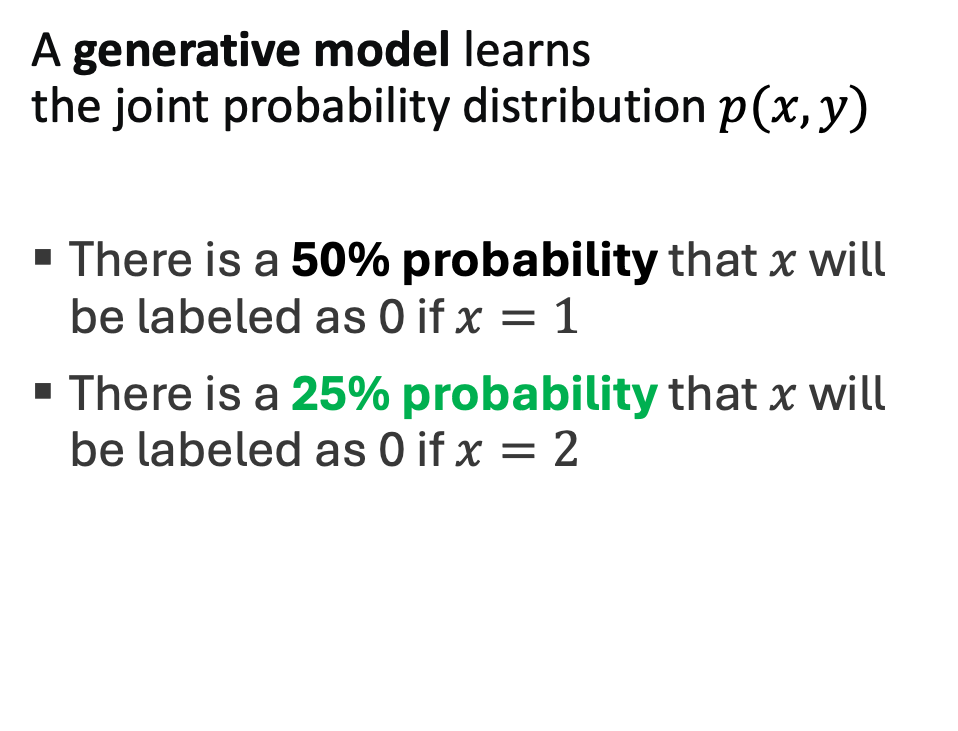 A generative model learns
the joint probability distribution 𝑝(𝑥, 𝑦)
▪ There is a 50% probability that 𝑥 will
be labeled as 0 if 𝑥 = 1
▪ There is a 25% probability that 𝑥 will
be labeled as 0 if 𝑥 = 2